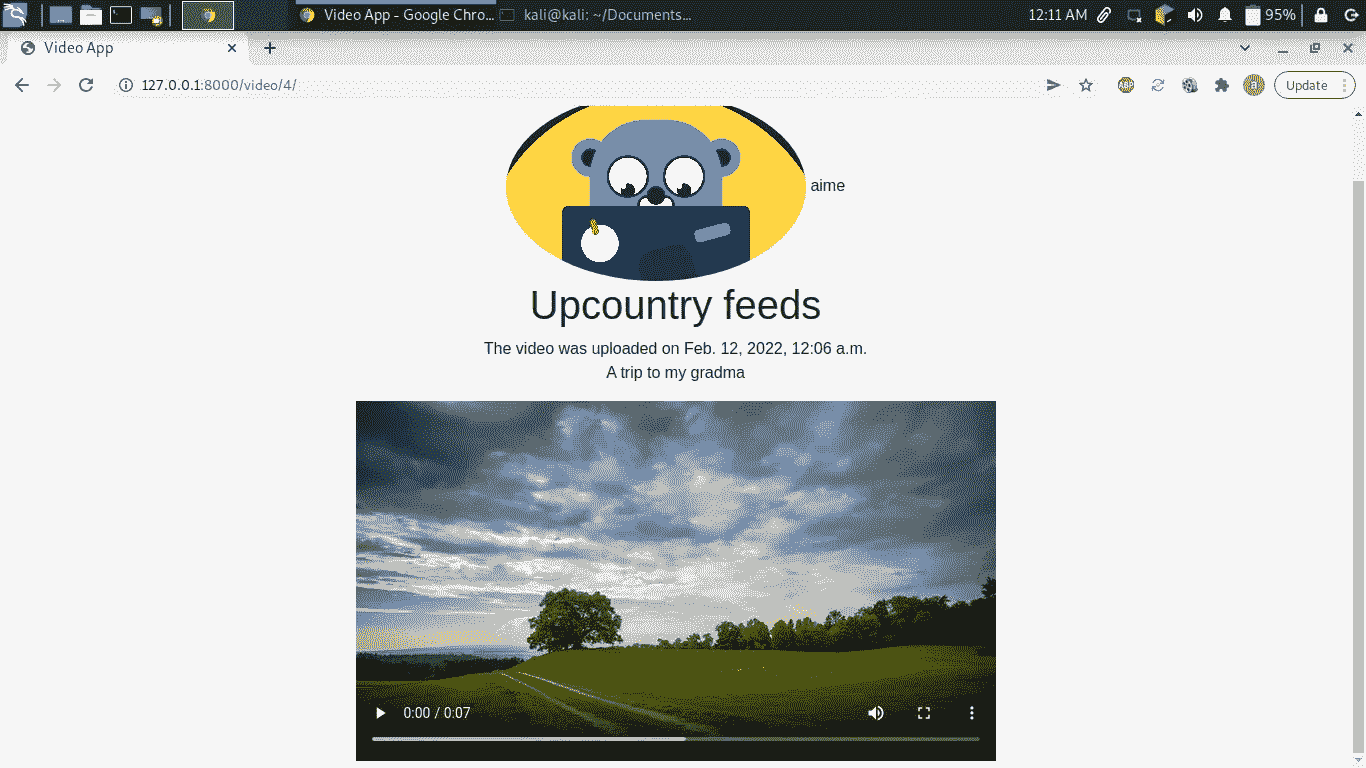 Video App - Google Chro...
kali@kali: ~/Documents...
12:11 AM
95%
Video App
127.0.0.1:8000/video/4/
ABP
Update
aime
Upcountry feeds
The video was uploaded on Feb. 12, 2022, 12:06 a.m.
A trip to my gradma
0:00 / 0:07